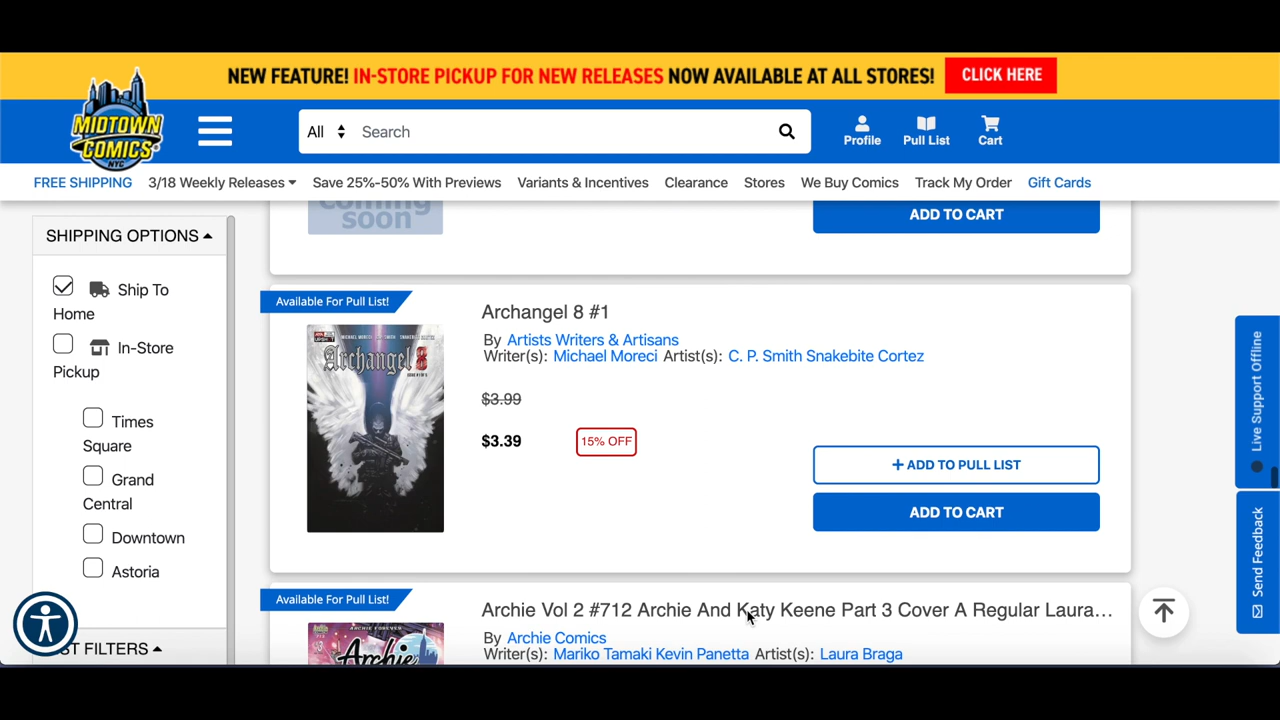 NEW FEATURE! IN-STORE PICKUP FOR NEW RELEASES NOW AVAILABLE AT ALL STORES! CLICK HERE
MIDTOWN
COMICS
NYC
All Search
Profile Pull List Cart
FREE SHIPPING 3/18 Weekly Releases Save 25%-50% With Previews Variants & Incentives Clearance Stores We Buy Comics Track My Order Gift Cards
coming
soon
ADD TO CART
SHIPPING OPTIONS
Ship To
Home
In-Store
Pickup
Times
Square
Grand
Central
Downtown
Astoria
ST FILTERS
Available For Pull List!
Archangel 8 #1
By Artists Writers & Artisans
Writer(s): Michael Moreci Artist(s): C. P. Smith Snakebite Cortez
Archangel 8
$3.99
$3.39 15% OFF
+ ADD TO PULL LIST
ADD TO CART
Available For Pull List!
Archie Vol 2 #712 Archie And Katy Keene Part 3 Cover A Regular Laura...
By Archie Comics
Writer(s): Mariko Tamaki Kevin Panetta Artist(s): Laura Braga
Archie
Live Support Offline
Send Feedback